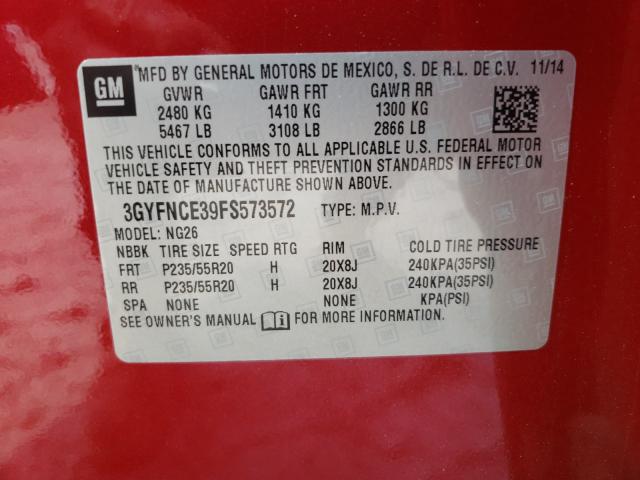 GM MFD BY GENERAL MOTORS DE MEXICO, S. DE R.L. DE C.V. 11/14
GVWR GAWR FRT GAWR RR
2480 KG 1410 KG 1300 KG
5467 LB 3108 LB 2866 LB
THIS VEHICLE CONFORMS TO ALL APPLICABLE U.S. FEDERAL MOTOR
VEHICLE SAFETY AND THEFT PREVENTION STANDARDS IN EFFECT ON
THE DATE OF MANUFACTURE SHOWN ABOVE.
3GYFNCE39FS573572 TYPE: M.P.V.
MODEL: NG26
NBBK TIRE SIZE SPEED RTG RIM COLD TIRE PRESSURE
FRT P235/55R20 H 20X8J 240KPA(35PSI)
RR P235/55R20 H 20X8J 240KPA(35PSI)
SPA NONE NONE KPA(PSI)
SEE OWNER'S MANUAL FOR MORE INFORMATION.